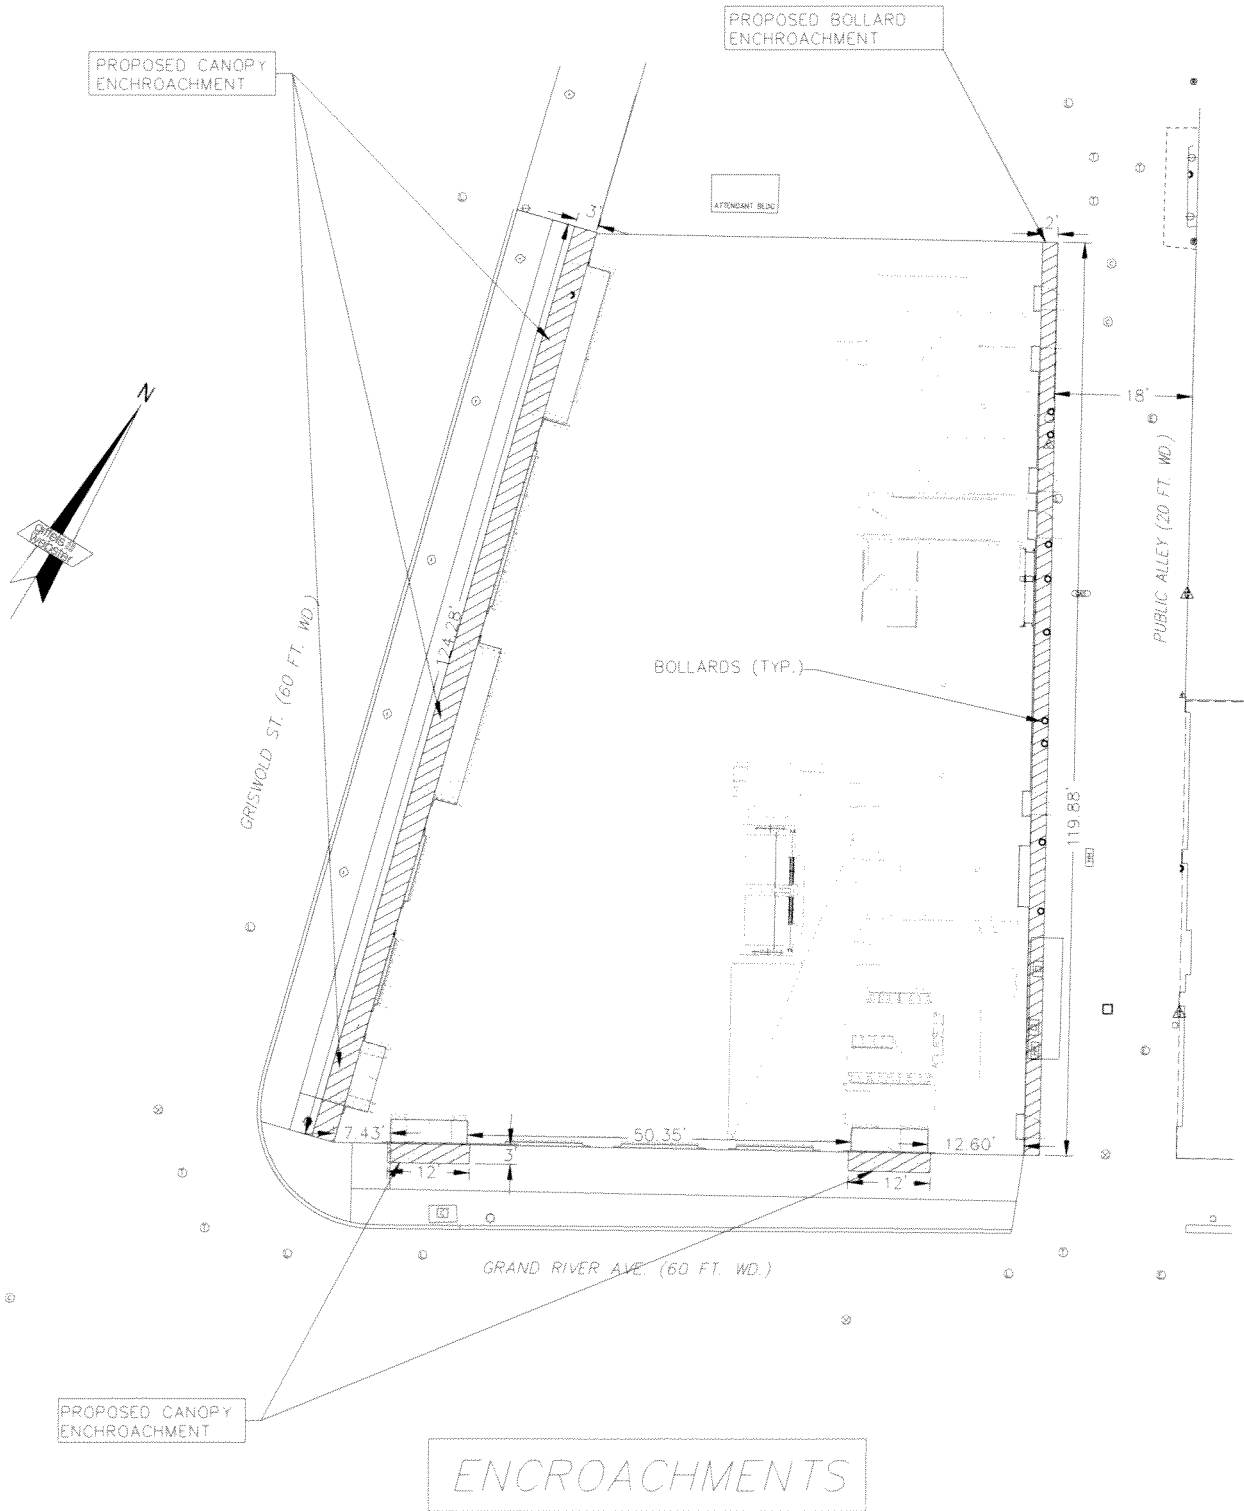 PROPOSED BOLLARD
ENCHROACHMENT
PROPOSED CANOPY
ENCHROACHMENT
ATTENDANT BLDG
3'
2'
N
18'
PUBLIC ALLEY (20 FT. WD.)
124.28'
GRISWOLD ST. (60 FT. WD.)
BOLLARDS (TYP.)
119.88'
7.43'
50.35'
12.60'
3'
12'
12'
GRAND RIVER AVE. (60 FT. WD.)
PROPOSED CANOPY
ENCHROACHMENT
ENCROACHMENTS